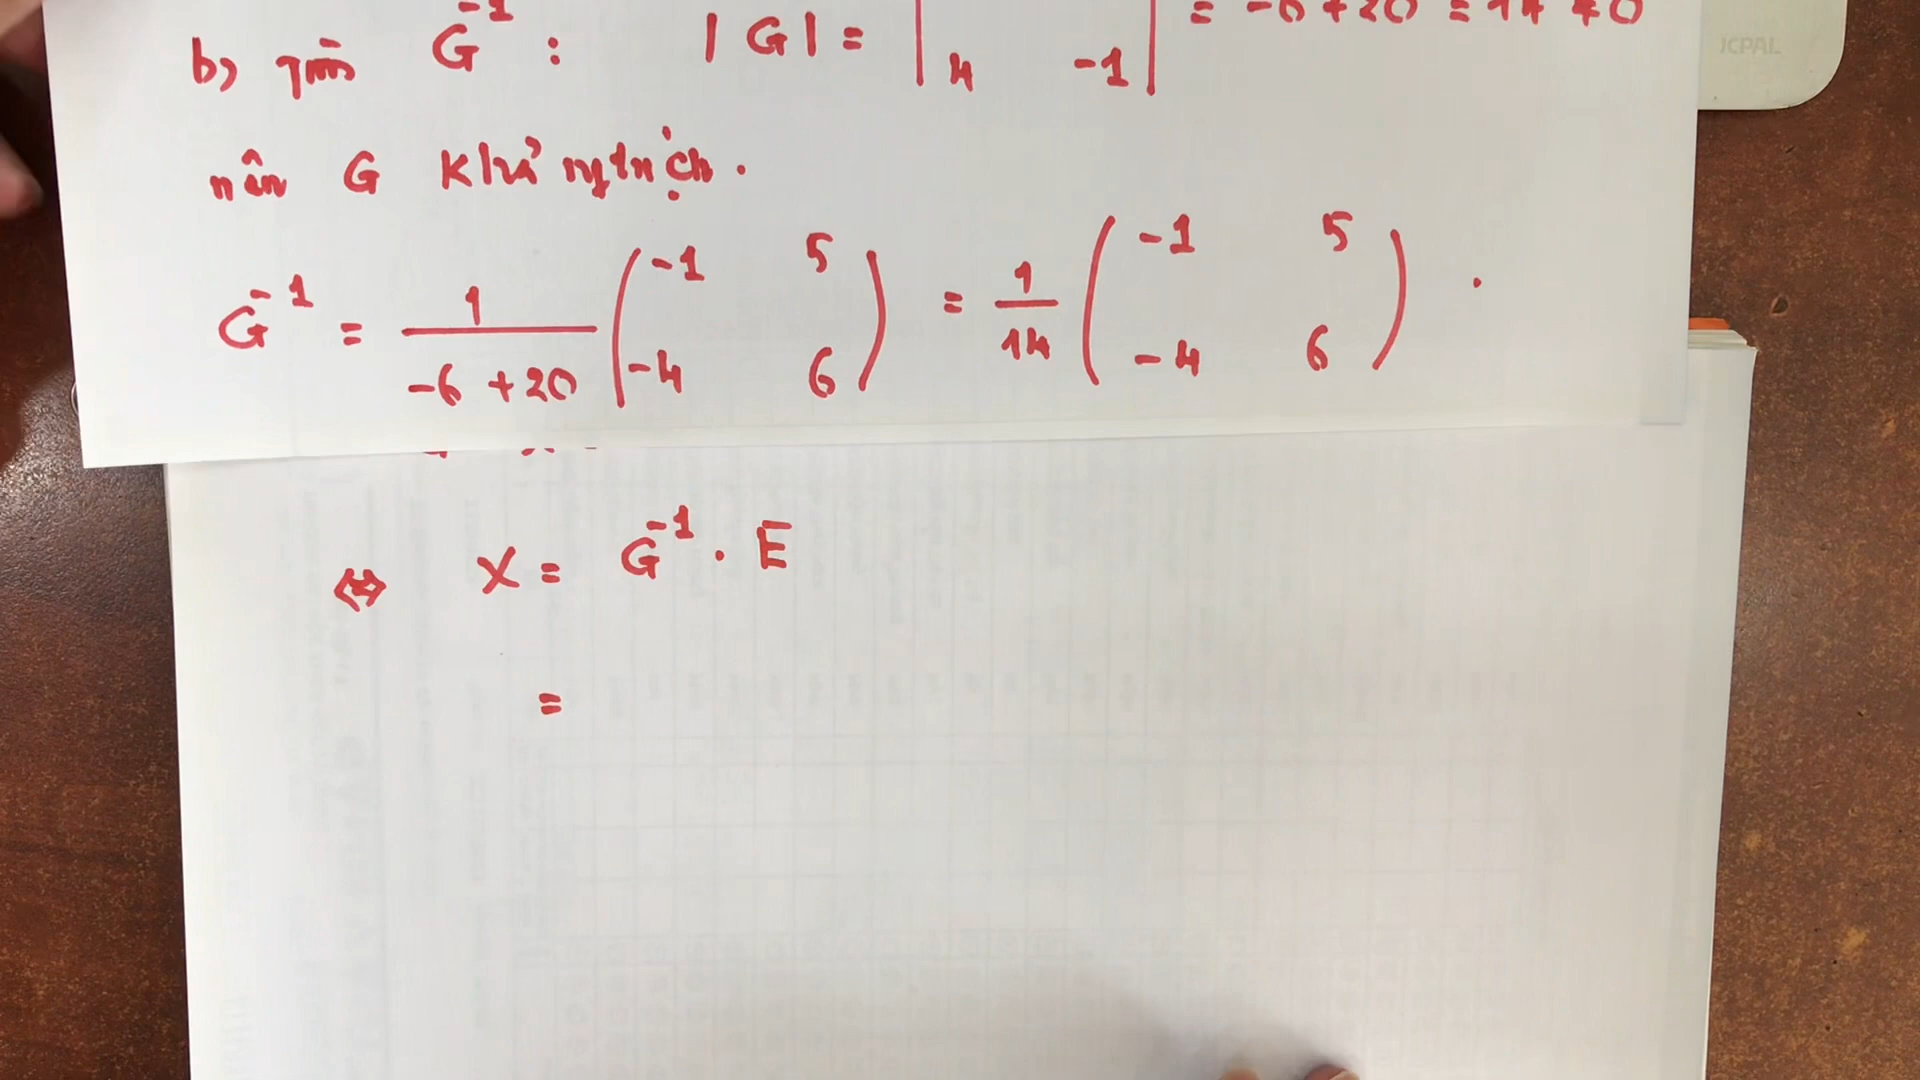 b) Tìm G⁻¹ : |G| = | 4 -1 | = -6 + 20 = 14 ≠ 0
nên G khả nghịch.
G⁻¹ = 1/(-6 + 20) ( -1 5 ; -4 6 ) = 1/14 ( -1 5 ; -4 6 ) .
⇔ X = G⁻¹ . E
=
JCPAL